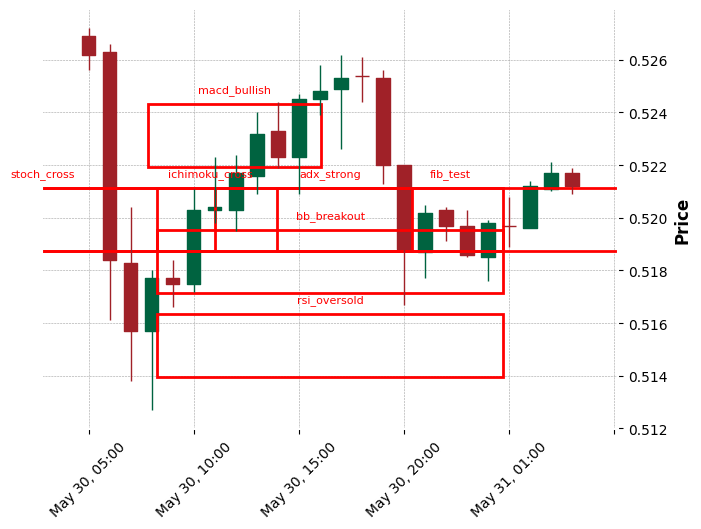 macd_bullish
stoch_cross
ichimoku_cross
adx_strong
fib_test
bb_breakout
rsi_oversold
0.526
0.524
0.522
0.520
0.518
0.516
0.514
0.512
Price
May 30, 05:00
May 30, 10:00
May 30, 15:00
May 30, 20:00
May 31, 01:00